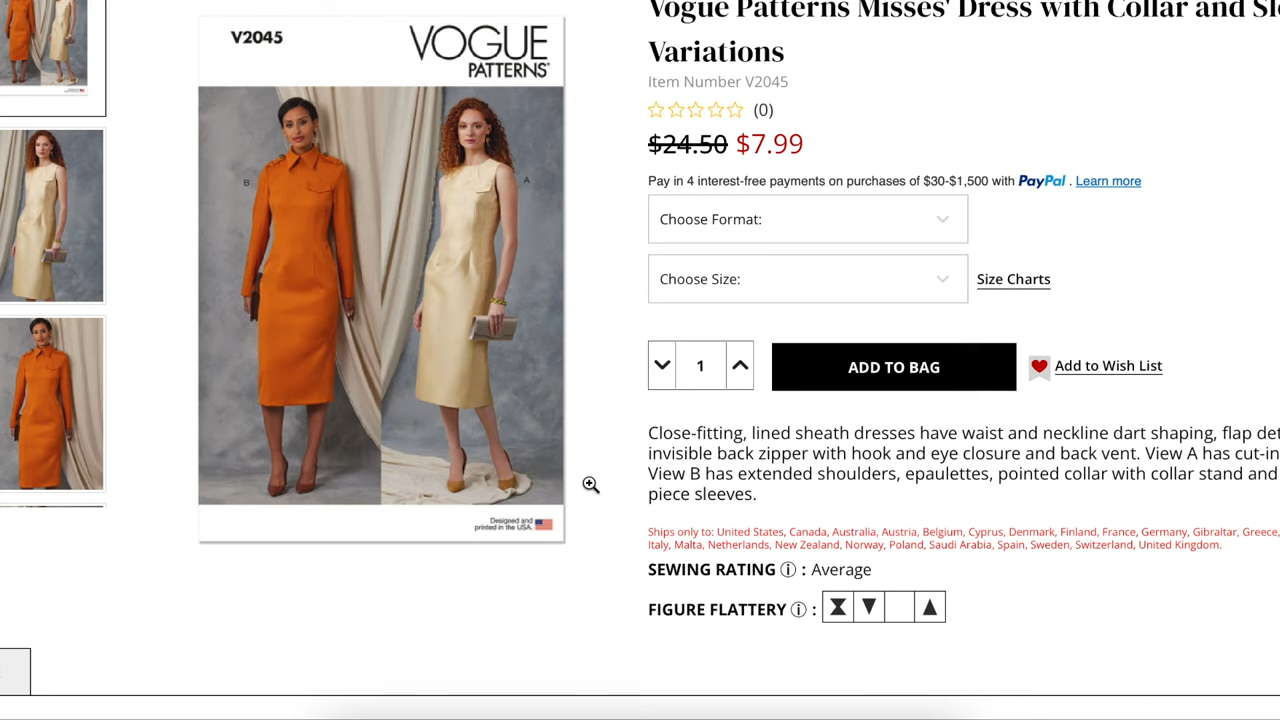 Vogue Patterns Misses' Dress with Collar and
Variations
Item Number V2045
(0)
$24.50 $7.99
Pay in 4 interest-free payments on purchases of $30-$1,500 with PayPal . Learn more
Choose Format:
Choose Size:
Size Charts
1
ADD TO BAG
Add to Wish List
Close-fitting, lined sheath dresses have waist and neckline dart shaping, flap
invisible back zipper with hook and eye closure and back vent. View A has cut-in
View B has extended shoulders, epaulettes, pointed collar with collar stand and
piece sleeves.
Ships only to: United States, Canada, Australia, Austria, Belgium, Cyprus, Denmark, Finland, France, Germany, Gibraltar, Greece,
Italy, Malta, Netherlands, New Zealand, Norway, Poland, Saudi Arabia, Spain, Sweden, Switzerland, United Kingdom.
SEWING RATING ⓘ : Average
FIGURE FLATTERY ⓘ :
V2045
VOGUE
PATTERNS
B
A
Designed and
printed in the USA.